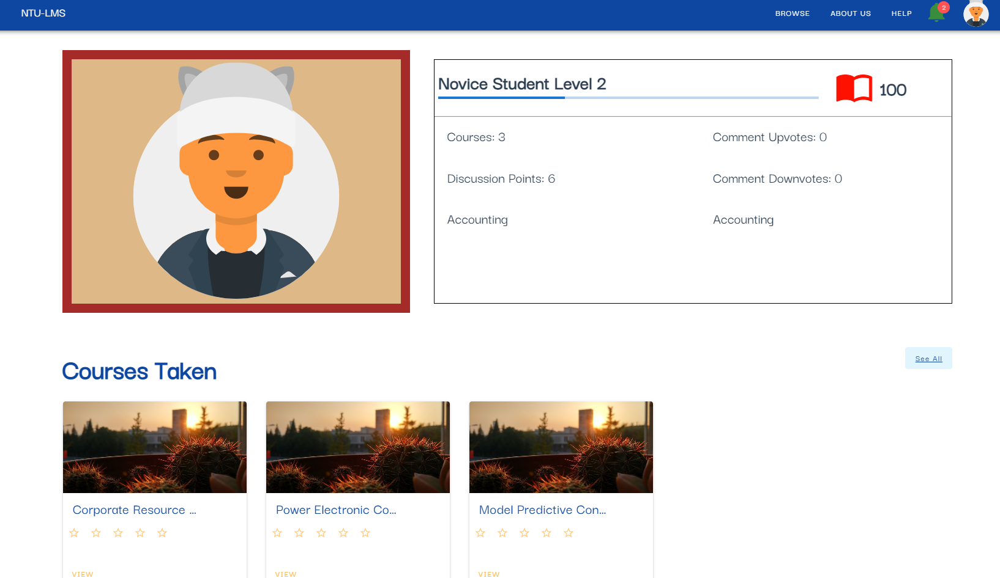 NTU-LMS
BROWSE
ABOUT US
HELP
2
Novice Student Level 2
100
Courses: 3
Comment Upvotes: 0
Discussion Points: 6
Comment Downvotes: 0
Accounting
Accounting
See All
Courses Taken
Corporate Resource ...
Power Electronic Co...
Model Predictive Con...
VIEW
VIEW
VIEW